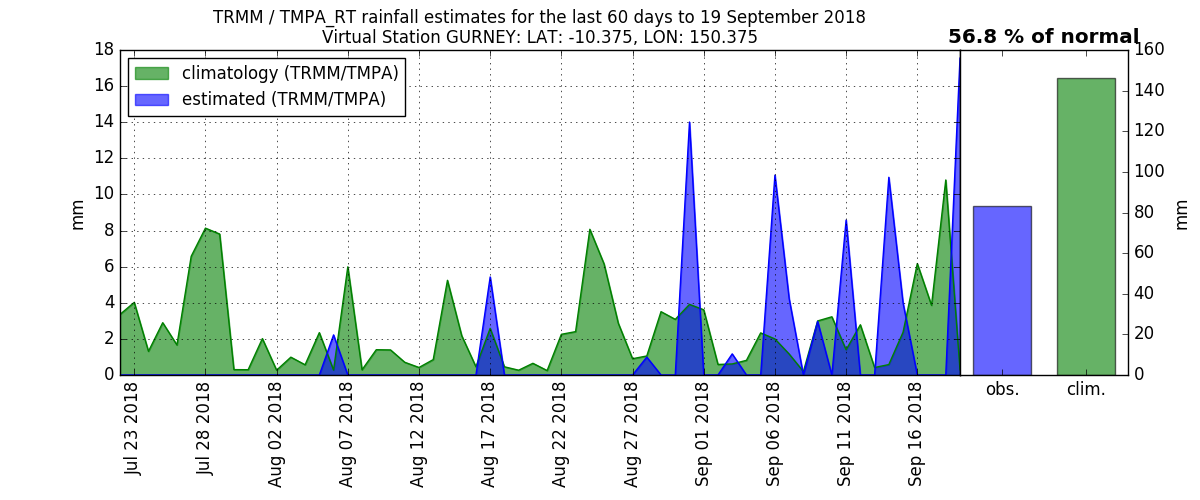 TRMM / TMPA_RT rainfall estimates for the last 60 days to 19 September 2018
Virtual Station GURNEY: LAT: -10.375, LON: 150.375
56.8 % of normal
climatology (TRMM/TMPA)
estimated (TRMM/TMPA)
18
16
14
12
10
8
6
4
2
0
mm
160
140
120
100
80
60
40
20
0
mm
Jul 23 2018
Jul 28 2018
Aug 02 2018
Aug 07 2018
Aug 12 2018
Aug 17 2018
Aug 22 2018
Aug 27 2018
Sep 01 2018
Sep 06 2018
Sep 11 2018
Sep 16 2018
obs.
clim.